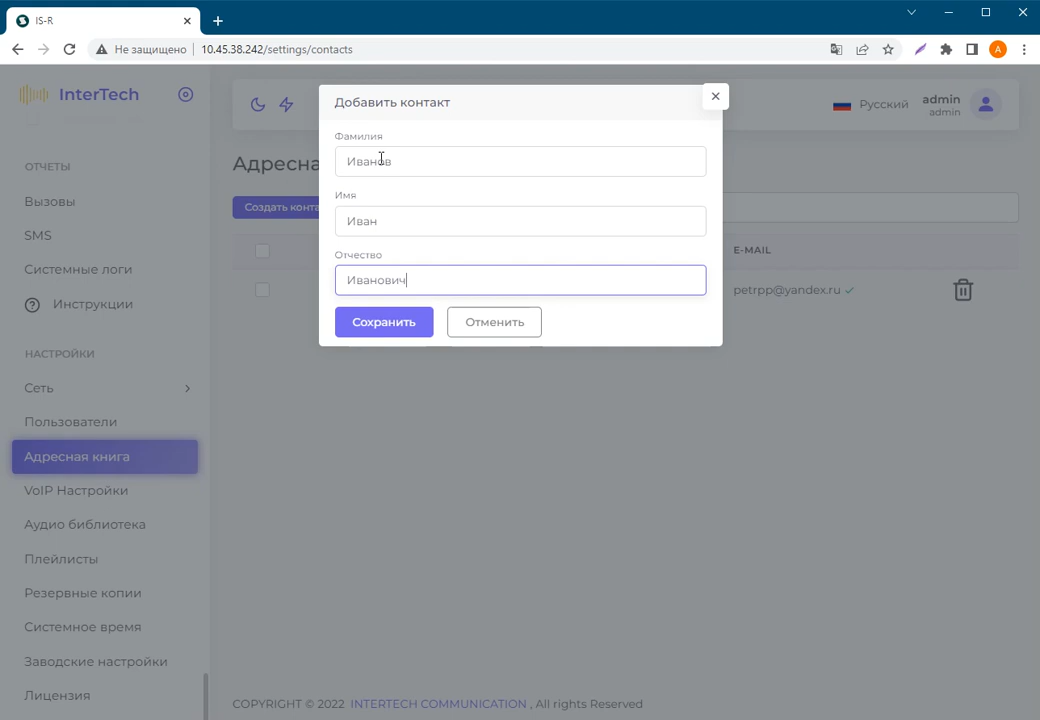 IS-R
Не защищено
10.45.38.242/settings/contacts
A
InterTech
Русский
admin
admin
ОТЧЕТЫ
Вызовы
SMS
Системные логи
Инструкции
НАСТРОЙКИ
Сеть
Пользователи
Адресная книга
VoIP Настройки
Аудио библиотека
Плейлисты
Резервные копии
Системное время
Заводские настройки
Лицензия
Адресна
Создать конта
E-MAIL
petrpp@yandex.ru
Добавить контакт
Фамилия
Иванов
Имя
Иван
Отчество
Иванович
Сохранить
Отменить
COPYRIGHT © 2022 INTERTECH COMMUNICATION , All rights Reserved